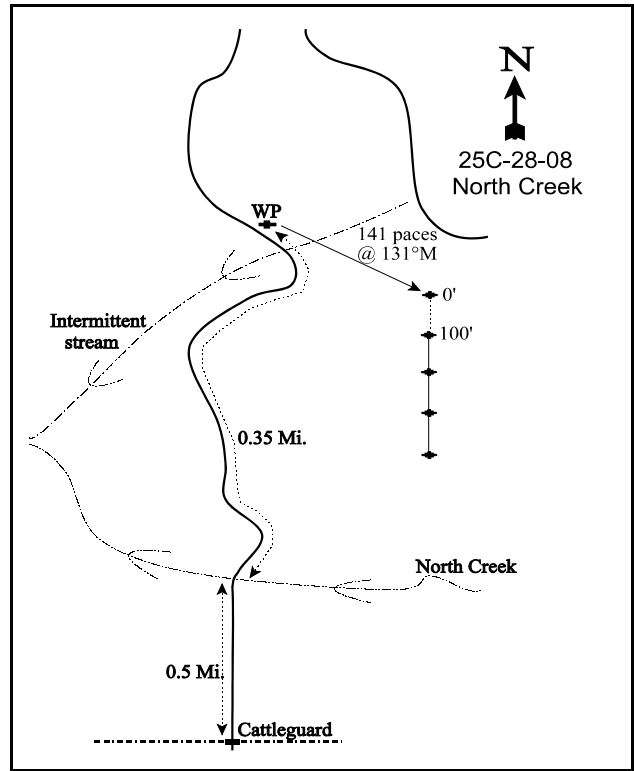 N
25C-28-08
North Creek
WP
141 paces
@ 131°M
0'
100'
Intermittent
stream
0.35 Mi.
North Creek
0.5 Mi.
Cattleguard